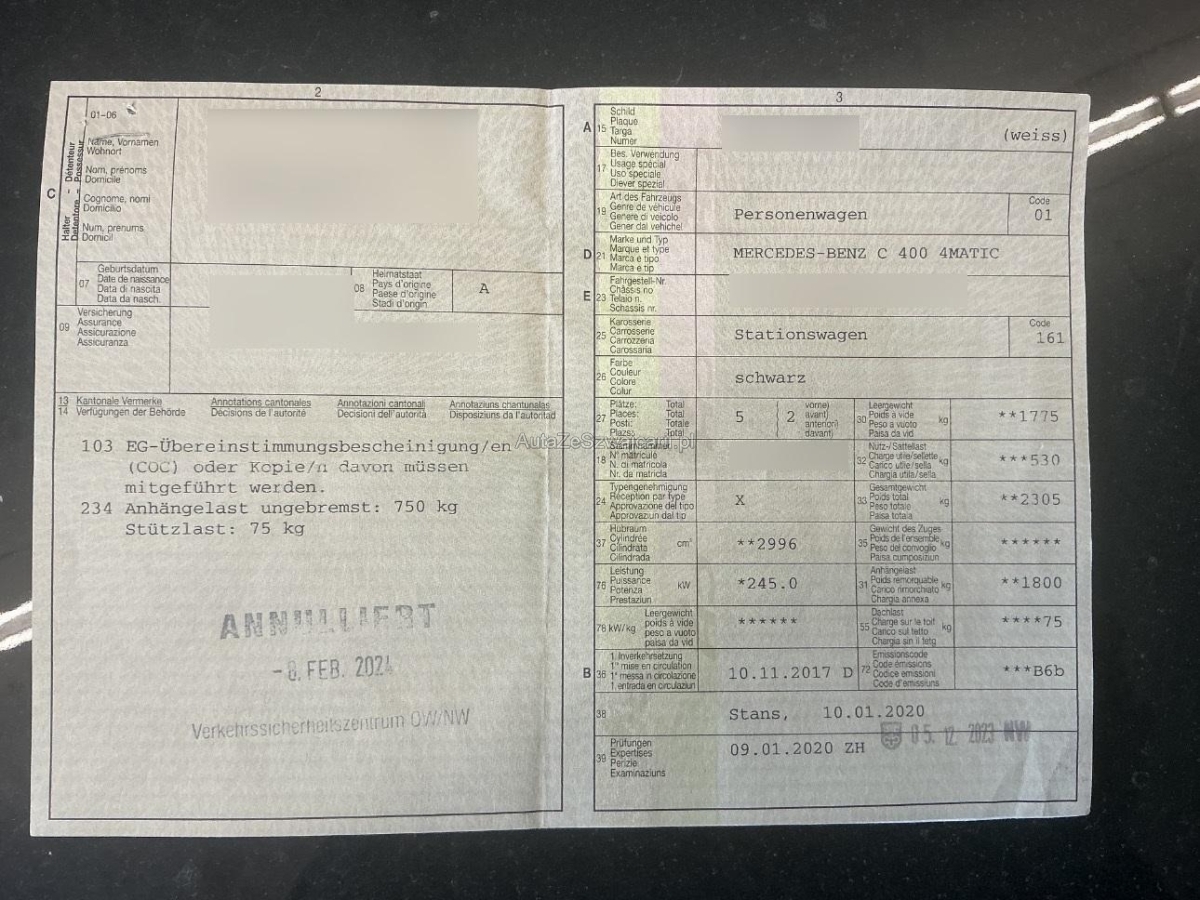 2
01–06
C
Halter – Détenteur
Detentore – Possessur
Name, Vornamen
Wohnort
Nom, prénoms
Domicile
Cognome, nomi
Domicilio
Num, prenums
Domicil
07
Geburtsdatum
Date de naissance
Data di nascita
Data da nasch.
08
Heimatstaat
Pays d'origine
Paese d'origine
Stadi d'origin
A
09
Versicherung
Assurance
Assicurazione
Assicuranza
13 Kantonale Vermerke Annotations cantonales Annotazioni cantonali Annotaziuns chantunalas
14 Verfügungen der Behörde Décisions de l'autorité Decisioni dell'autorità Disposiziuns da l'autoritad
103 EG-Übereinstimmungsbescheinigung/en
(COC) oder Kopie/n davon müssen
mitgeführt werden.
234 Anhängelast ungebremst: 750 kg
Stützlast: 75 kg
ANNULLIERT
-8. FEB. 2024
Verkehrssicherheitszentrum OW/NW
AutaZeSzwajcarii.pl
3
A 15
Schild
Plaque
Targa
Numer
(weiss)
17
Bes. Verwendung
Usage spécial
Uso speciale
Diever spezial
19
Art des Fahrzeugs
Genre de véhicule
Genere di veicolo
Gener dal vehichel
Personenwagen
Code
01
D 21
Marke und Typ
Marque et type
Marca e tipo
Marca e tip
MERCEDES-BENZ C 400 4MATIC
E 23
Fahrgestell-Nr.
Châssis no
Telaio n.
Schassis nr.
25
Karosserie
Carrosserie
Carrozzeria
Carossaria
Stationswagen
Code
161
26
Farbe
Couleur
Colore
Colur
schwarz
27
Plätze: Total
Places: Total
Posti: Totale
Plazs: Total
5 ( 2
vorne)
avant)
anteriori)
davant)
30
Leergewicht
Poids à vide
Peso a vuoto
Paisa da vid
kg
**1775
18
Stammnummer
N° matricule
N. di matricola
Nr. da matricla
32
Nutz-/Sattellast
Charge utile/sellette
Carico utile/sella
Chargia utila/sella
kg
***530
24
Typengenehmigung
Réception par type
Approvazione del tipo
Approvaziun dal tip
X
33
Gesamtgewicht
Poids total
Peso totale
Paisa totala
kg
**2305
37
Hubraum
Cylindrée
Cilindrata
Cilindrada
cm³
**2996
35
Gewicht des Zuges
Poids de l'ensemble
Peso del convoglio
Paisa cumposiziun
kg
******
76
Leistung
Puissance
Potenza
Prestaziun
kW
*245.0
31
Anhängelast
Poids remorquable
Carico rimorchiato
Chargia annexa
kg
**1800
78 kW/kg
Leergewicht
poids à vide
peso a vuoto
paisa da vid
******
55
Dachlast
Charge sur le toit
Carico sul tetto
Chargia sin il tetg
kg
****75
B 36
1. Inverkehrsetzung
1re mise en circulation
1a messa in circolazione
1. entrada en circulaziun
10.11.2017 D
72
Emissionscode
Code émissions
Codice emissioni
Code d'emissiuns
***B6b
38
Stans, 10.01.2020
39
Prüfungen
Expertises
Perizie
Examinaziuns
09.01.2020 ZH
05. 12. 2023 NW